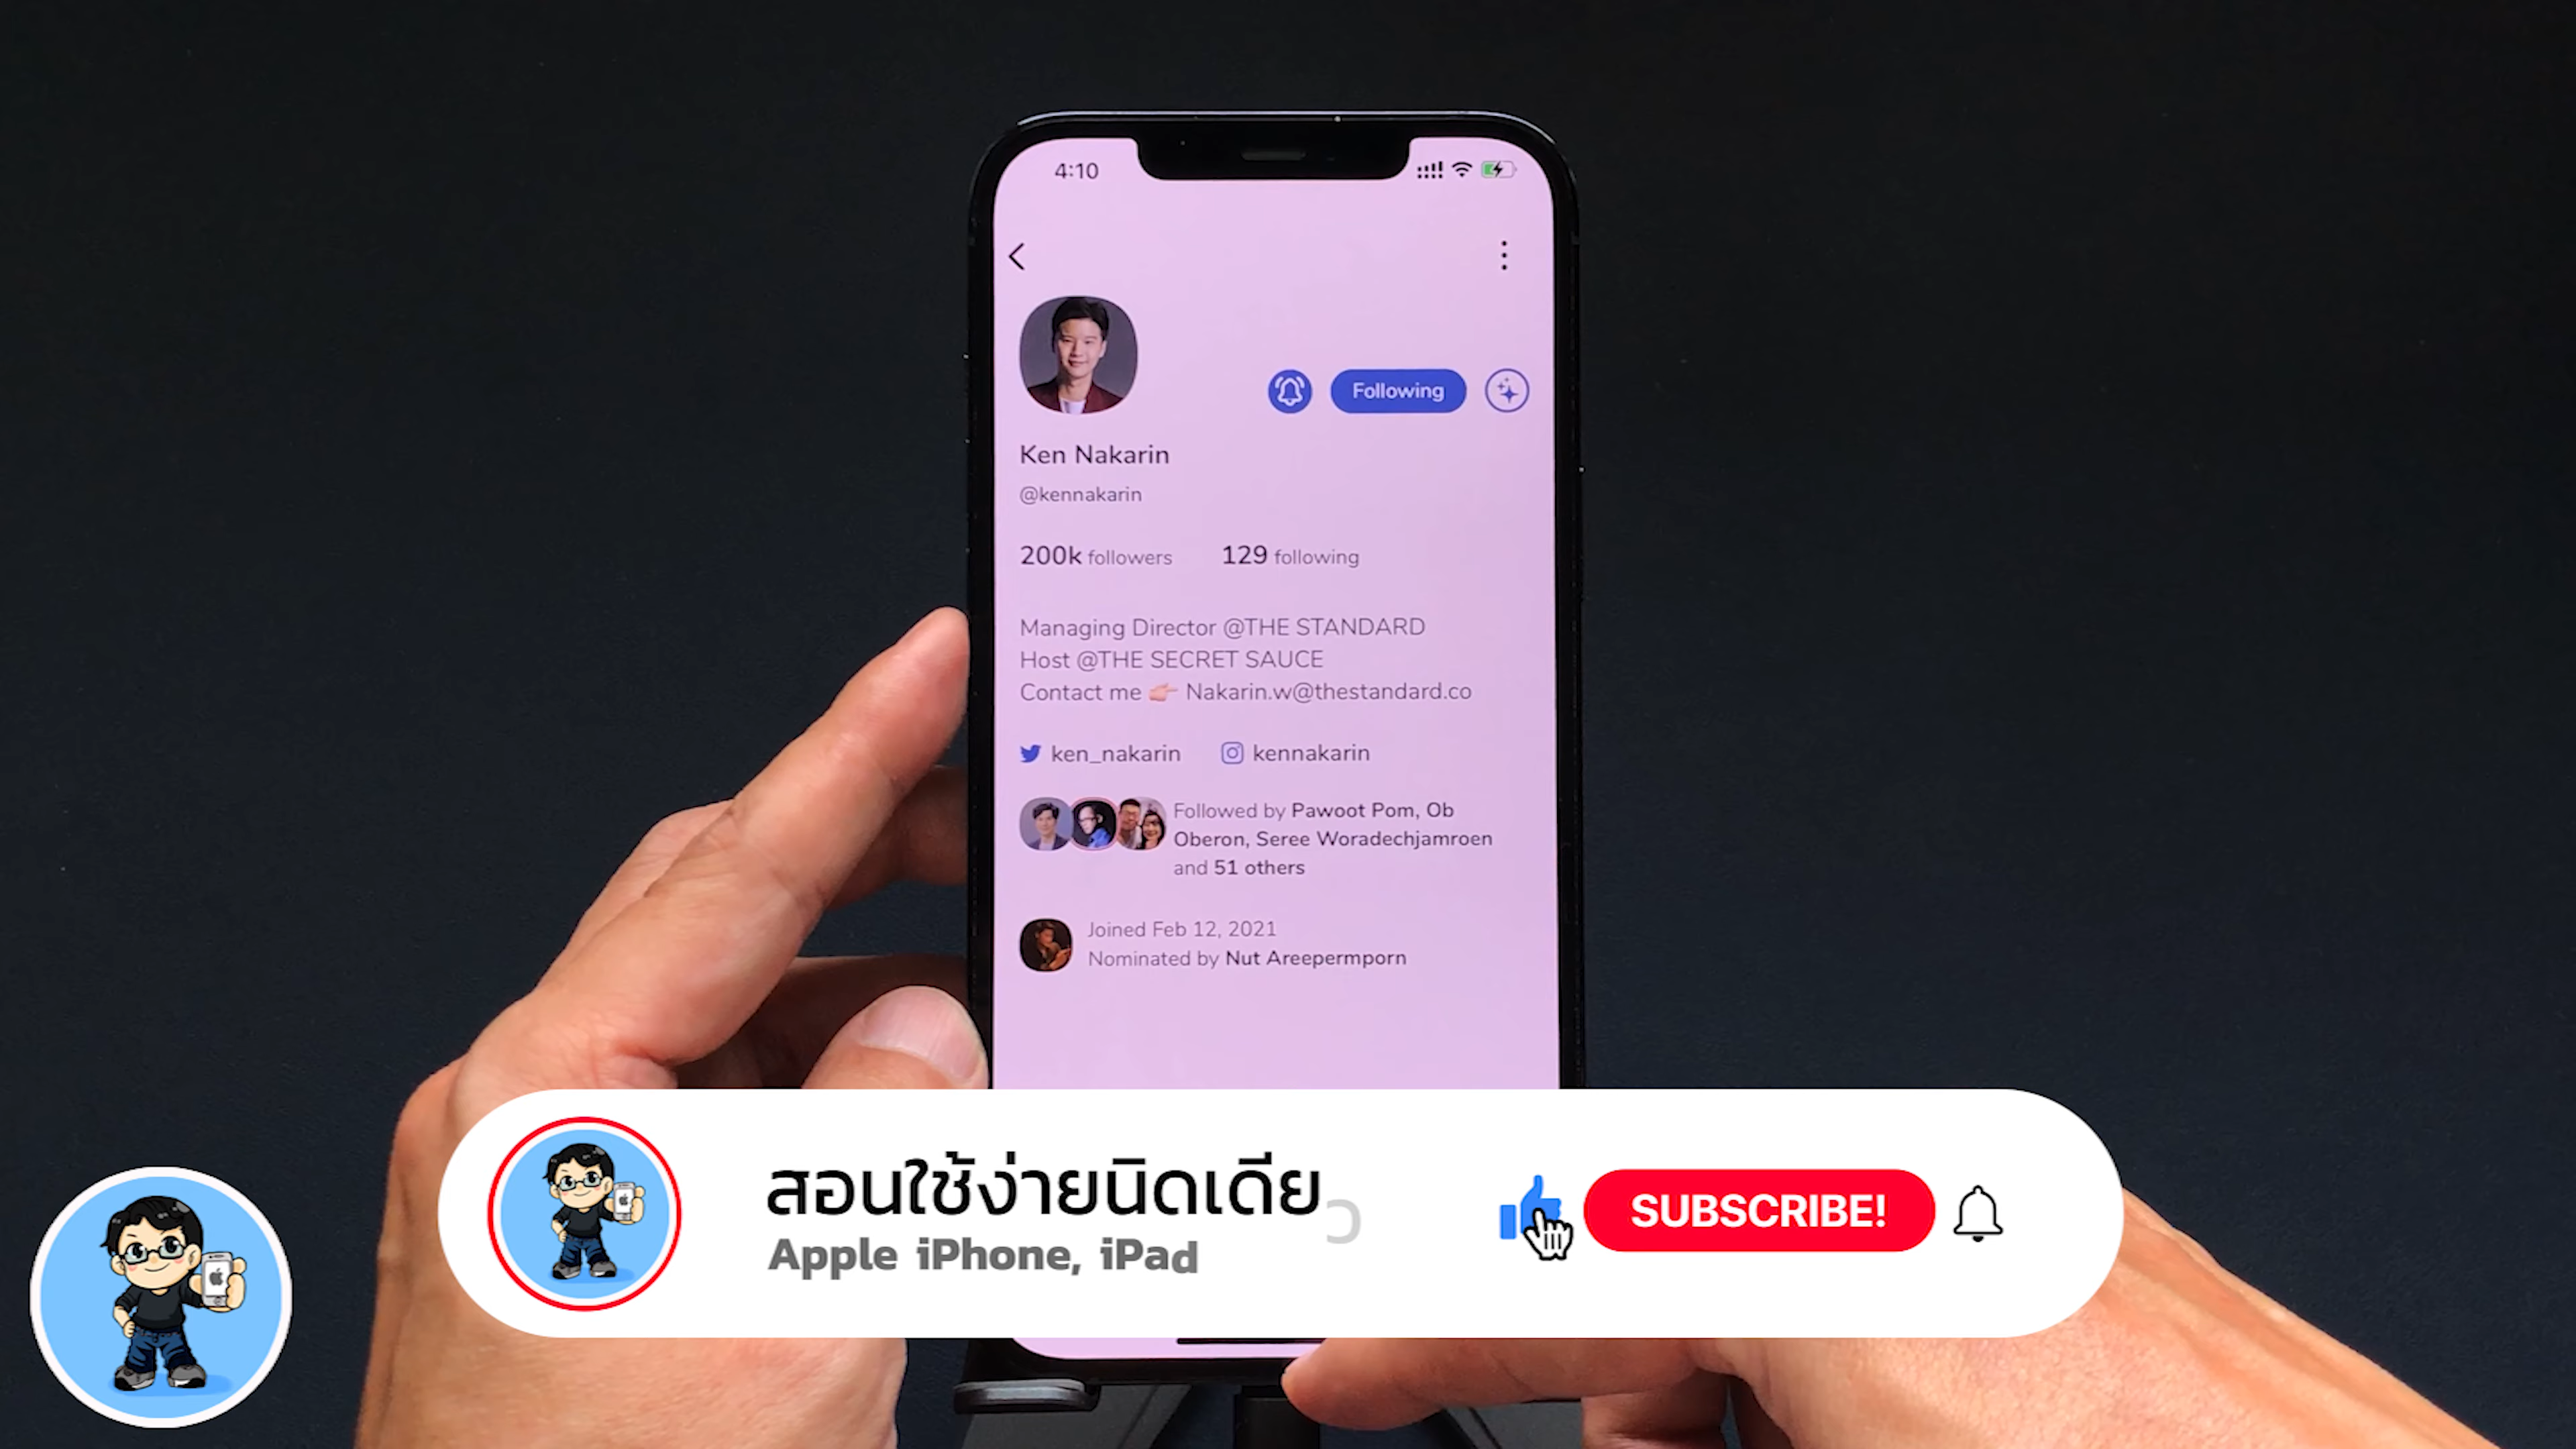 4:10
Following
Ken Nakarin
@kennakarin
200k followers 129 following
Managing Director @THE STANDARD
Host @THE SECRET SAUCE
Contact me 👉🏻 Nakarin.w@thestandard.co
ken_nakarin kennakarin
Followed by Pawoot Pom, Ob
Oberon, Seree Woradechjamroen
and 51 others
Joined Feb 12, 2021
Nominated by Nut Areepermporn
สอนใช้ง่ายนิดเดียว
Apple iPhone, iPad
SUBSCRIBE!